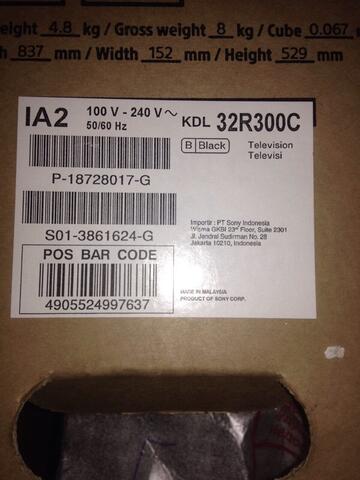 eight 4.8 kg / Gross weight 8 kg / Cube 0.067
h 837 mm / Width 152 mm / Height 529 mm
IA2 100 V - 240 V~ 50/60 Hz KDL 32R300C
B Black Television
Televisi
P-18728017-G
S01-3861624-G
Importir : PT Sony Indonesia
Wisma GKBI 23rd Floor, Suite 2301
Jl. Jendral Sudirman No. 28
Jakarta 10210, Indonesia
POS BAR CODE
4905524997637
MADE IN MALAYSIA
PRODUCT OF SONY CORP.